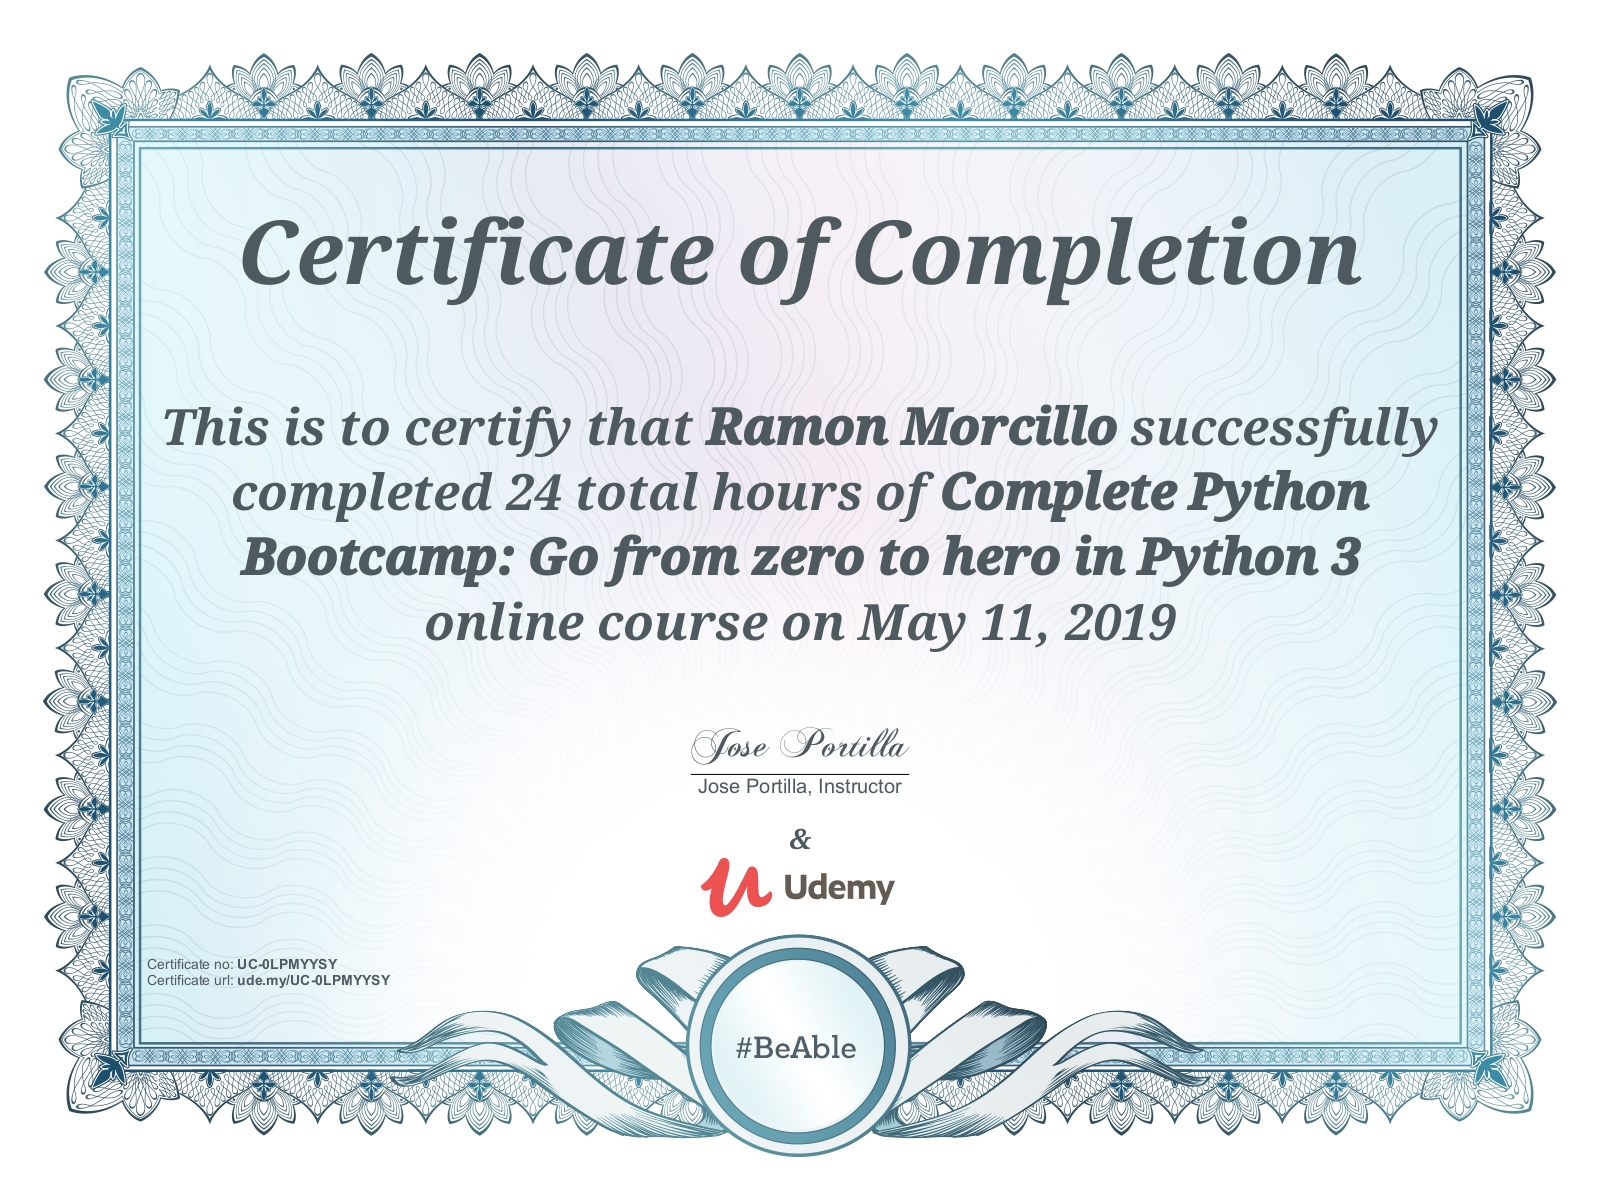 Certificate of Completion
This is to certify that Ramon Morcillo successfully
completed 24 total hours of Complete Python
Bootcamp: Go from zero to hero in Python 3
online course on May 11, 2019
Jose Portilla
Jose Portilla, Instructor
&
Udemy
Certificate no: UC-0LPMYYSY
Certificate url: ude.my/UC-0LPMYYSY
#BeAble